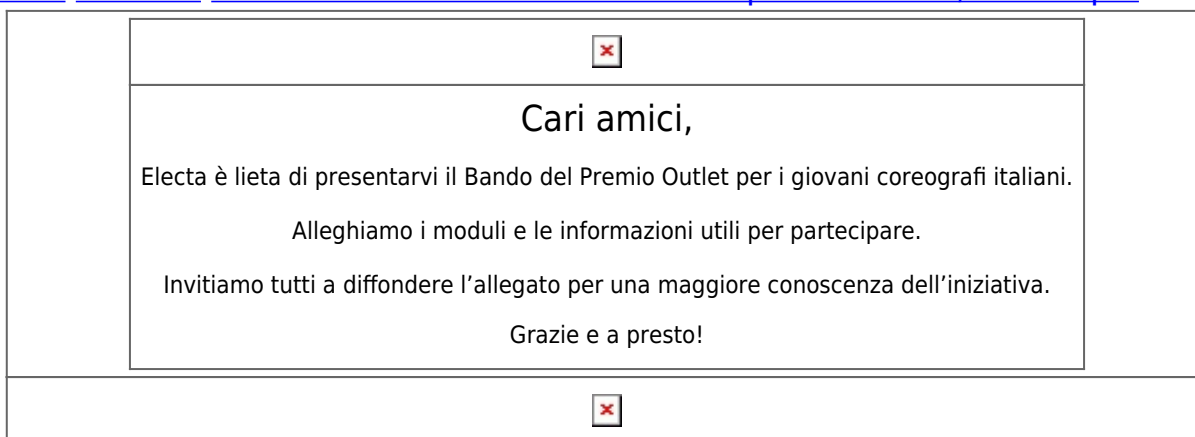 Cari amici,
Electa è lieta di presentarvi il Bando del Premio Outlet per i giovani coreografi italiani.
Alleghiamo i moduli e le informazioni utili per partecipare.
Invitiamo tutti a diffondere l’allegato per una maggiore conoscenza dell’iniziativa.
Grazie e a presto!